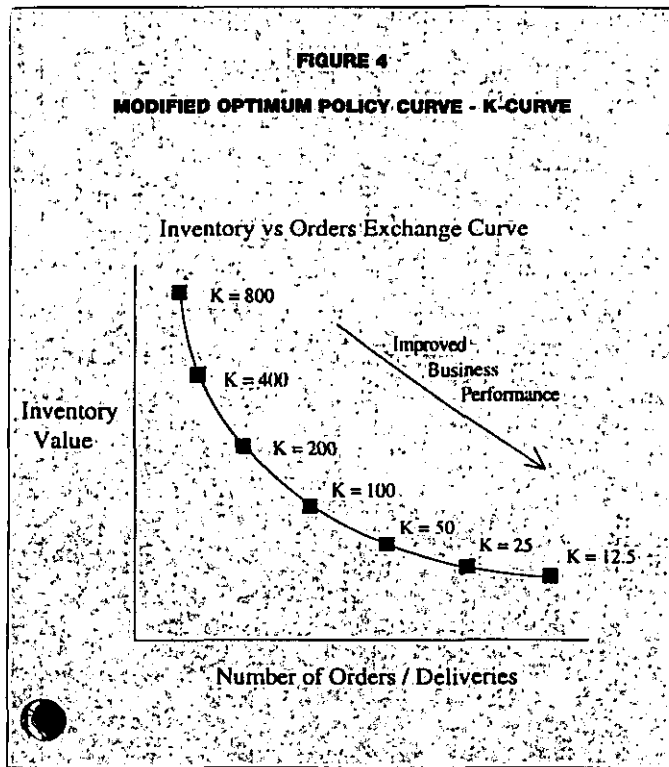 FIGURE 4
MODIFIED OPTIMUM POLICY CURVE - K-CURVE
Inventory vs Orders Exchange Curve
K = 800
Improved
Business
Performance
K = 400
Inventory
Value
K = 200
K = 100
K = 50
K = 25
K = 12.5
Number of Orders / Deliveries